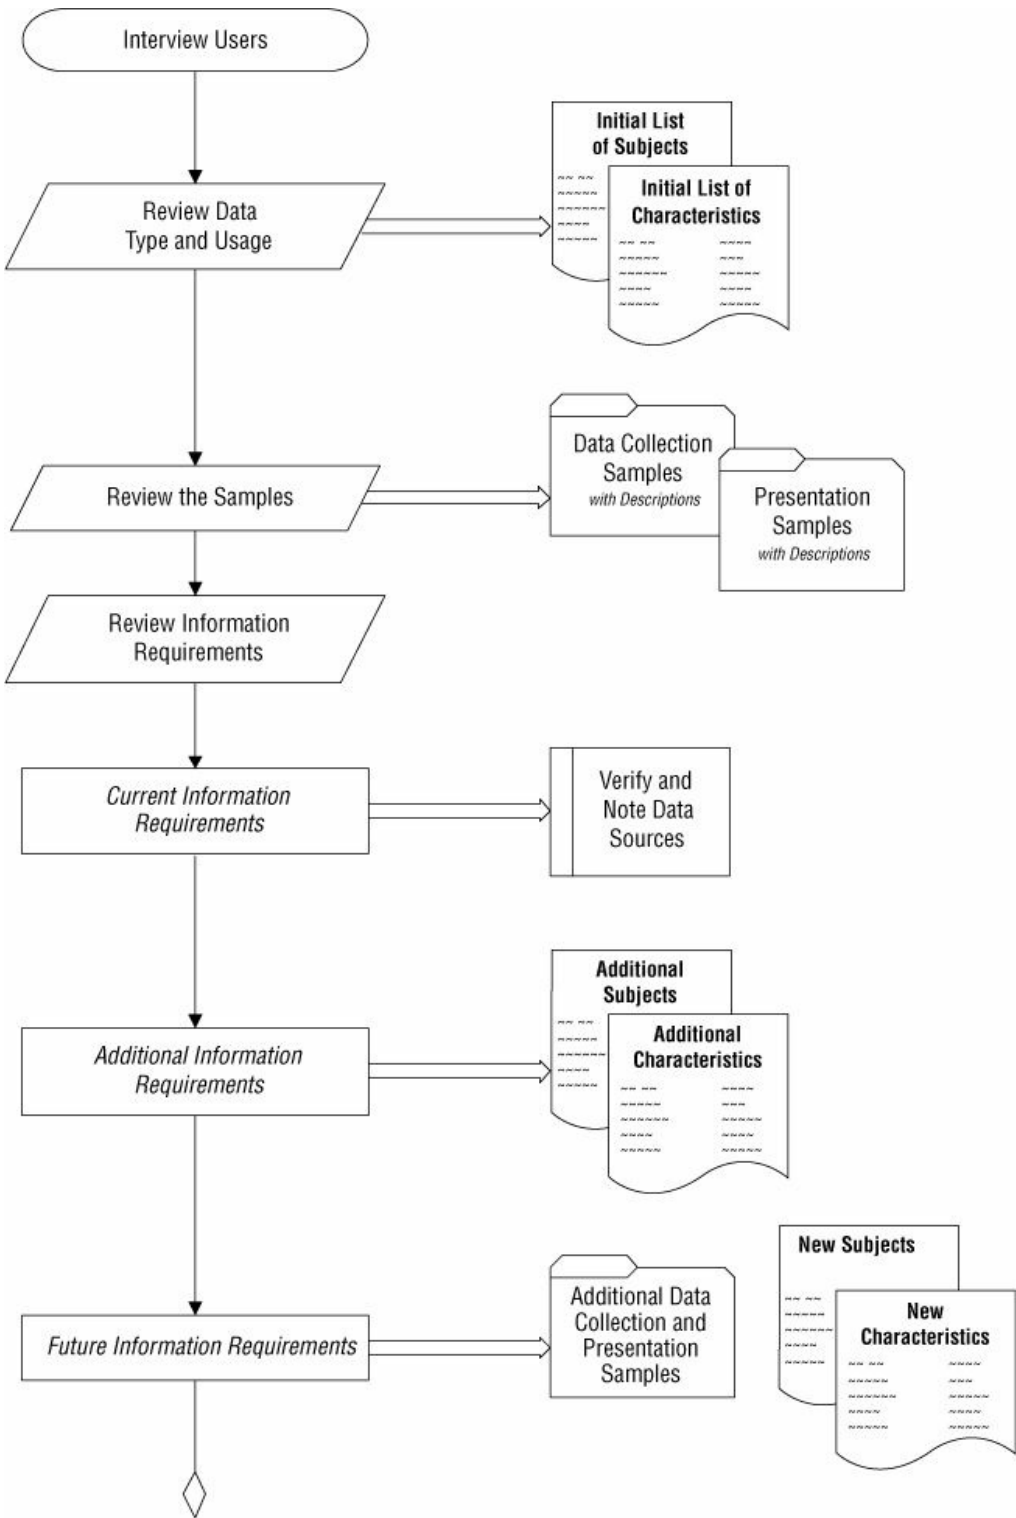 Interview Users
Initial List
of Subjects
Initial List of
Characteristics
Review Data
Type and Usage
Data Collection
Samples
with Descriptions
Presentation
Samples
with Descriptions
Review the Samples
Review Information
Requirements
Current Information
Requirements
Verify and
Note Data
Sources
Additional
Subjects
Additional
Characteristics
Additional Information
Requirements
New Subjects
New
Characteristics
Future Information Requirements
Additional Data
Collection and
Presentation
Samples